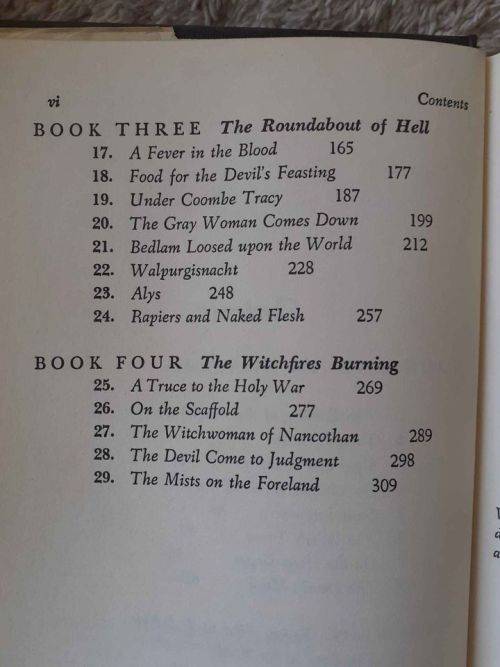 vi Contents
BOOK THREE The Roundabout of Hell
17. A Fever in the Blood 165
18. Food for the Devil's Feasting 177
19. Under Coombe Tracy 187
20. The Gray Woman Comes Down 199
21. Bedlam Loosed upon the World 212
22. Walpurgisnacht 228
23. Alys 248
24. Rapiers and Naked Flesh 257
BOOK FOUR The Witchfires Burning
25. A Truce to the Holy War 269
26. On the Scaffold 277
27. The Witchwoman of Nancothan 289
28. The Devil Come to Judgment 298
29. The Mists on the Foreland 309